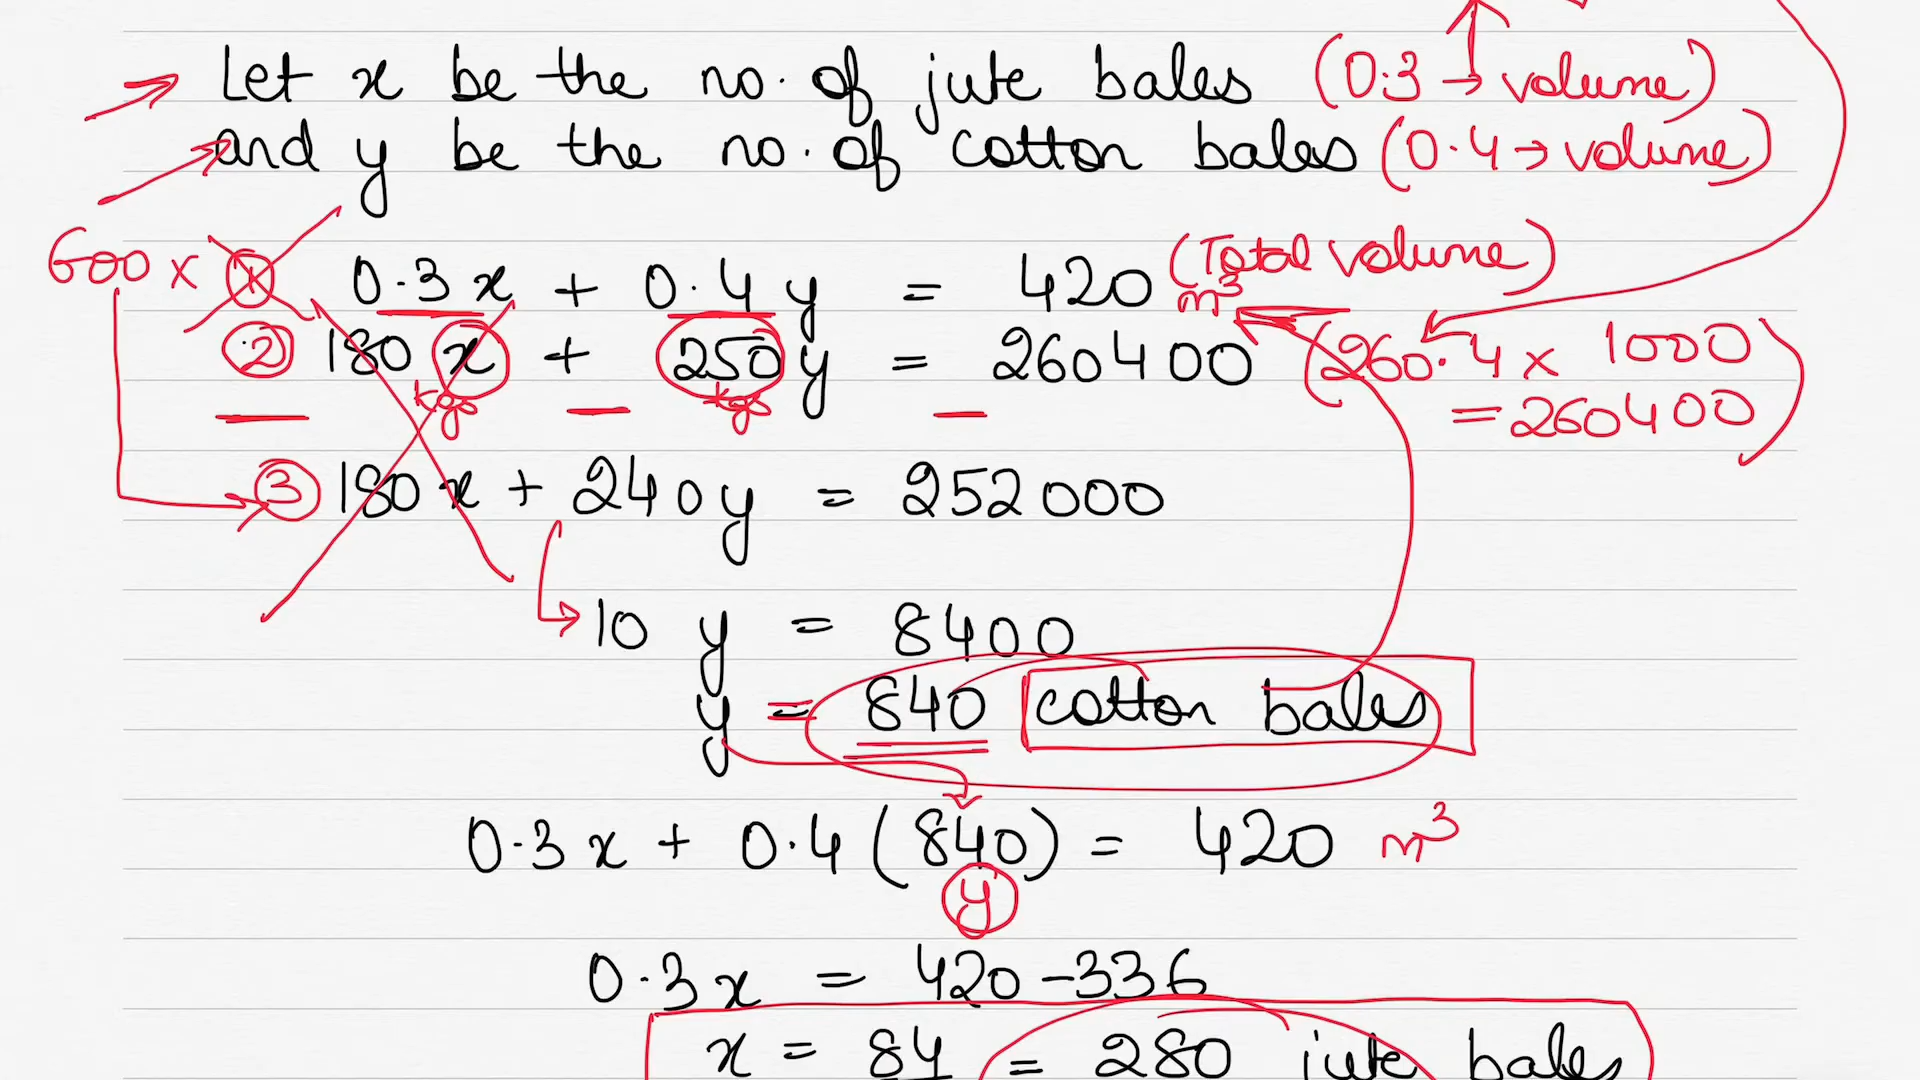 Let x be the no. of jute bales (0.3 → volume)
and y be the no. of cotton bales (0.4 → volume)
600 x ① 0.3x + 0.4y = 420 m³ (Total volume)
② 180x + 250y = 260400 (260.4 x 1000
kgs kgs = 260400)
③ 180x + 240y = 252000
10 y = 8400
y = 840 cotton bales
y
0.3x + 0.4(840) = 420 m³
y
0.3x = 420-336
x = 84 = 280 jute bales